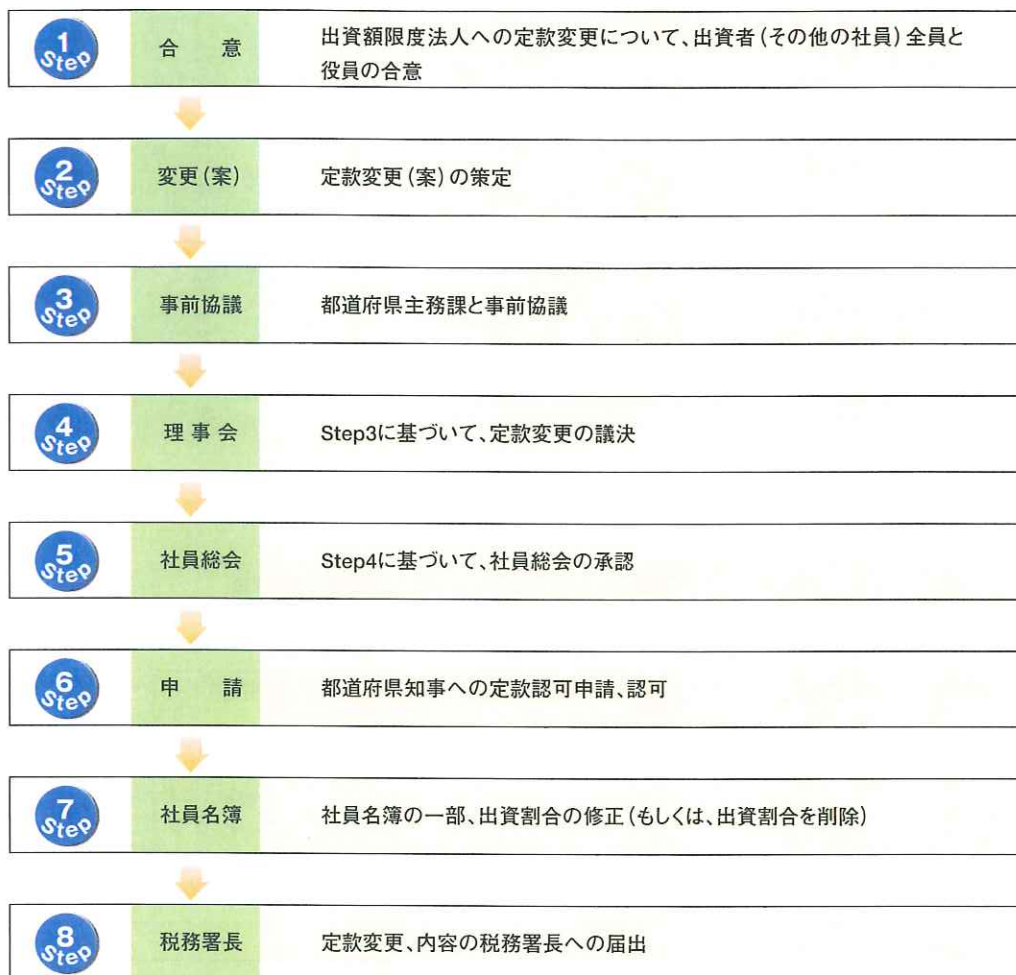 1
Step
合 意
出資額限度法人への定款変更について、出資者(その他の社員)全員と
役員の合意
2
Step
変更(案)
定款変更(案)の策定
3
Step
事前協議
都道府県主務課と事前協議
4
Step
理事会
Step3に基づいて、定款変更の議決
5
Step
社員総会
Step4に基づいて、社員総会の承認
6
Step
申 請
都道府県知事への定款認可申請、認可
7
Step
社員名簿
社員名簿の一部、出資割合の修正(もしくは、出資割合を削除)
8
Step
税務署長
定款変更、内容の税務署長への届出